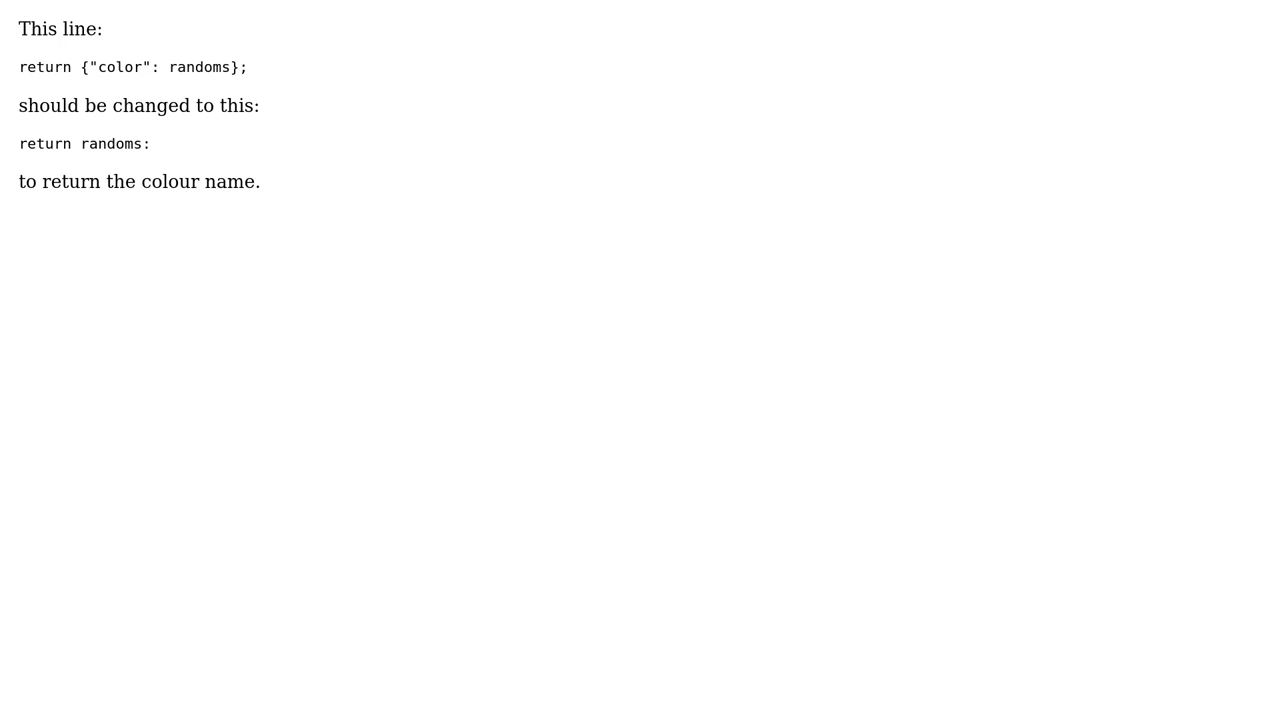 This line:
return {"color": randoms};
should be changed to this:
return randoms:
to return the colour name.